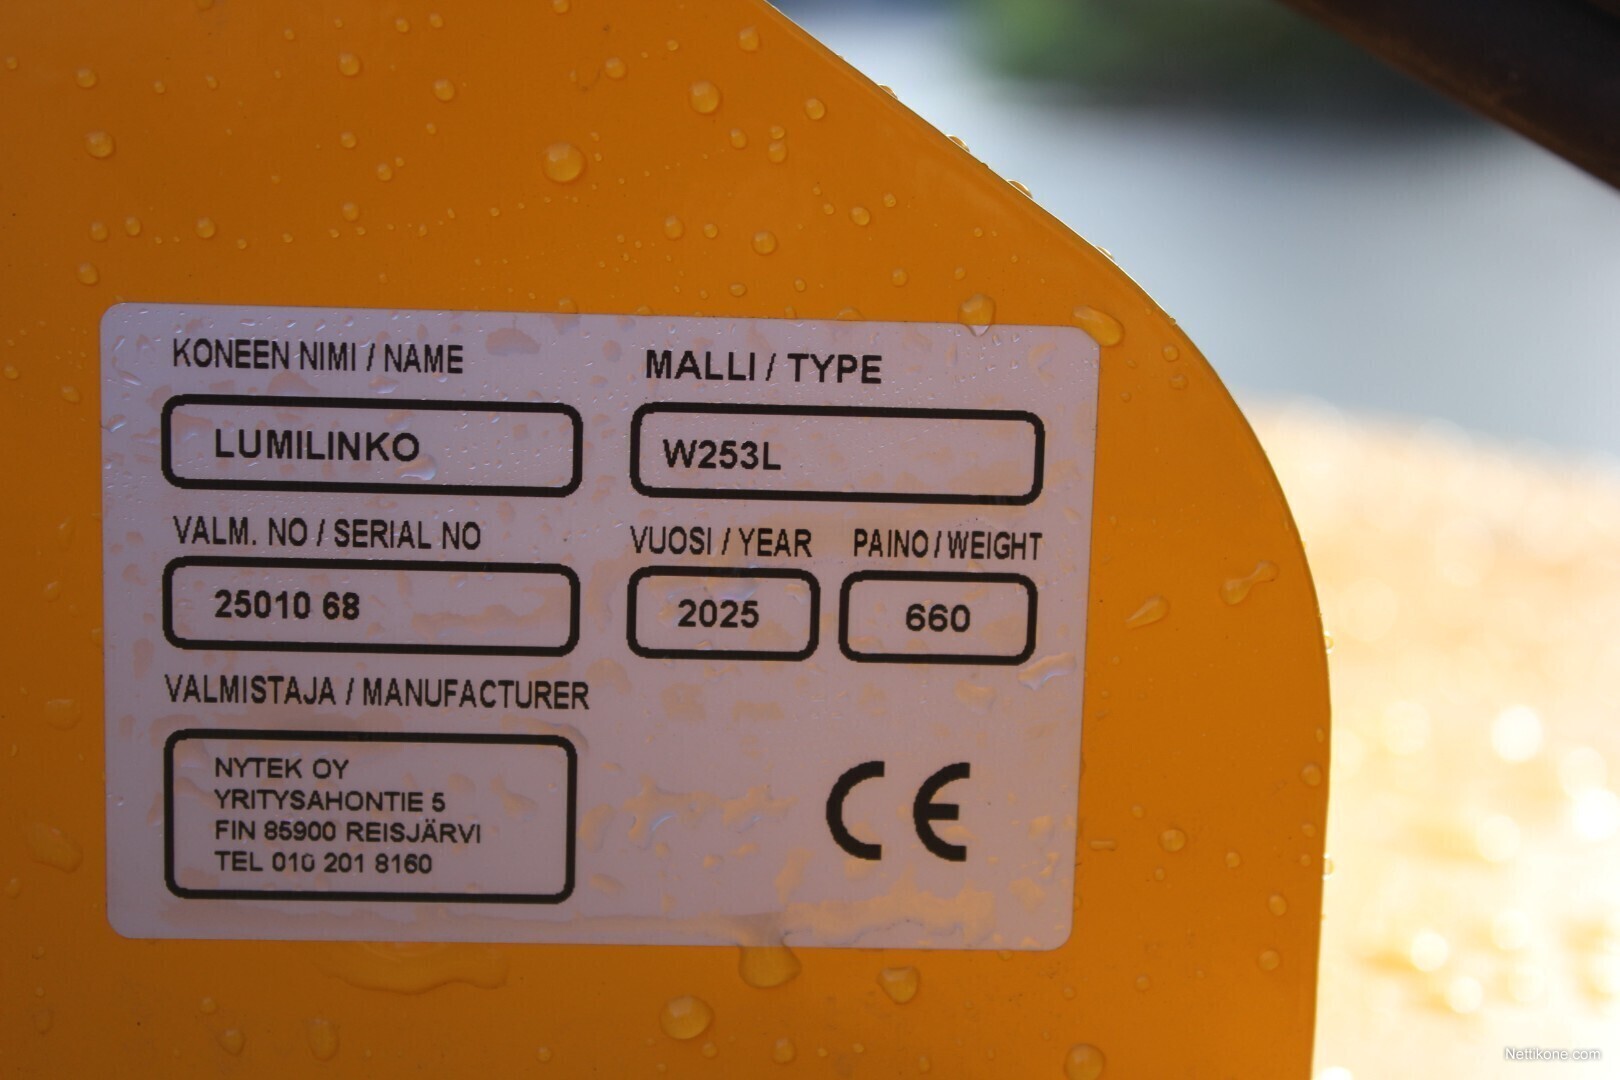 KONEEN NIMI / NAME
MALLI / TYPE
LUMILINKO
W253L
VALM. NO / SERIAL NO
VUOSI / YEAR
PAINO / WEIGHT
25010 68
2025
660
VALMISTAJA / MANUFACTURER
NYTEK OY
YRITYSAHONTIE 5
FIN 85900 REISJÄRVI
TEL 010 201 8160
CE
Nettikone.com